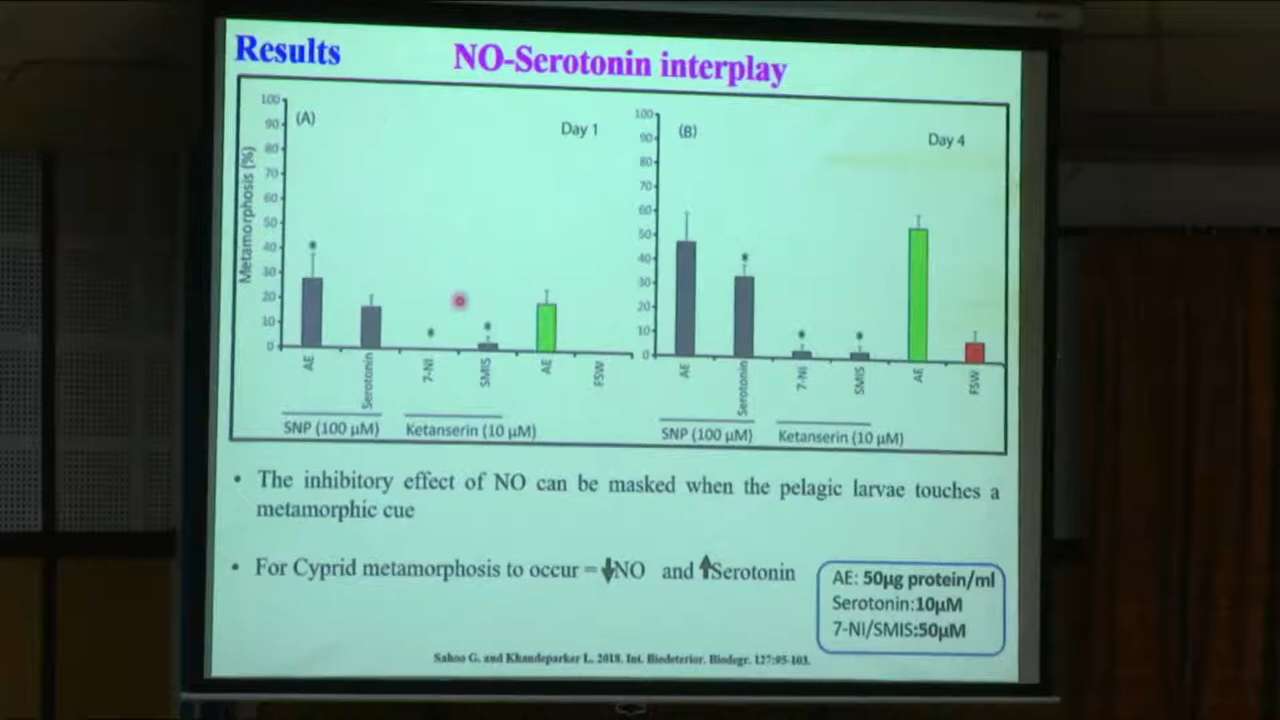 Results
NO-Serotonin interplay
Metamorphosis (%)
100
90
80
70
60
50
40
30
20
10
0
(A)
Day 1
*
*
*
AE
Serotonin
7-NI
SMIS
AE
FSW
SNP (100 µM)
Ketanserin (10 µM)
100
90
80
70
60
50
40
30
20
10
0
(B)
Day 4
*
*
*
AE
Serotonin
7-NI
SMIS
AE
FSW
SNP (100 µM)
Ketanserin (10 µM)
• The inhibitory effect of NO can be masked when the pelagic larvae touches a
metamorphic cue
• For Cyprid metamorphosis to occur = ⬇NO and ⬆Serotonin
AE: 50µg protein/ml
Serotonin:10µM
7-NI/SMIS:50µM
Sahoo G. and Khandeparker L. 2018. Int. Biodeterior. Biodegr. 127:95-103.